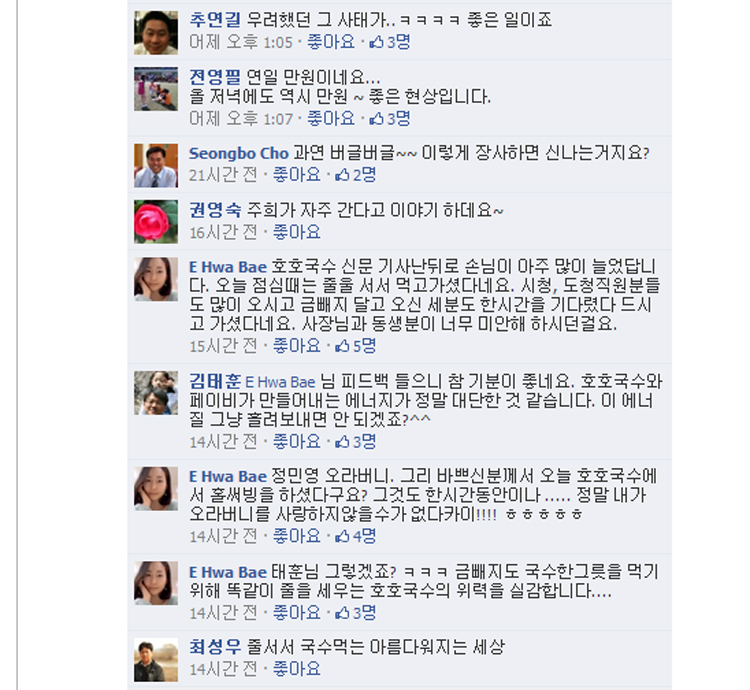 추연길 우려했던 그 사태가..ㅋㅋㅋㅋ 좋은 일이죠
어제 오후 1:05 · 좋아요 · 3명
전영필 연일 만원이네요...
올 저녁에도 역시 만원 ~ 좋은 현상입니다.
어제 오후 1:07 · 좋아요 · 3명
Seongbo Cho 과연 버글버글~~ 이렇게 장사하면 신나는거지요?
21시간 전 · 좋아요 · 2명
권영숙 주희가 자주 간다고 이야기 하데요~
16시간 전 · 좋아요
E Hwa Bae 호호국수 신문 기사난뒤로 손님이 아주 많이 늘었답니
다. 오늘 점심때는 줄울 서서 먹고가셨다네요. 시청, 도청직원분들
도 많이 오시고 금빼지 달고 오신 세분도 한시간을 기다렸다 드시
고 가셨다네요. 사장님과 동생분이 너무 미안해 하시던걸요.
15시간 전 · 좋아요 · 5명
김태훈 E Hwa Bae 님 피드백 들으니 참 기분이 좋네요. 호호국수와
페이비가 만들어내는 에너지가 정말 대단한 것 같습니다. 이 에너
질 그냥 흘려보내면 안 되겠죠?^^
14시간 전 · 좋아요 · 3명
E Hwa Bae 정민영 오라버니. 그리 바쁘신분께서 오늘 호호국수에
서 홀써빙을 하셨다구요? 그것도 한시간동안이나 ..... 정말 내가
오라버니를 사랑하지않을수가 없다카이!!!! ㅎㅎㅎㅎㅎ
14시간 전 · 좋아요 · 4명
E Hwa Bae 태훈님 그렇겠죠? ㅋㅋㅋ 금빼지도 국수한그릇을 먹기
위해 똑같이 줄을 세우는 호호국수의 위력을 실감합니다....
14시간 전 · 좋아요 · 3명
최성우 줄서서 국수먹는 아름다워지는 세상
14시간 전 · 좋아요